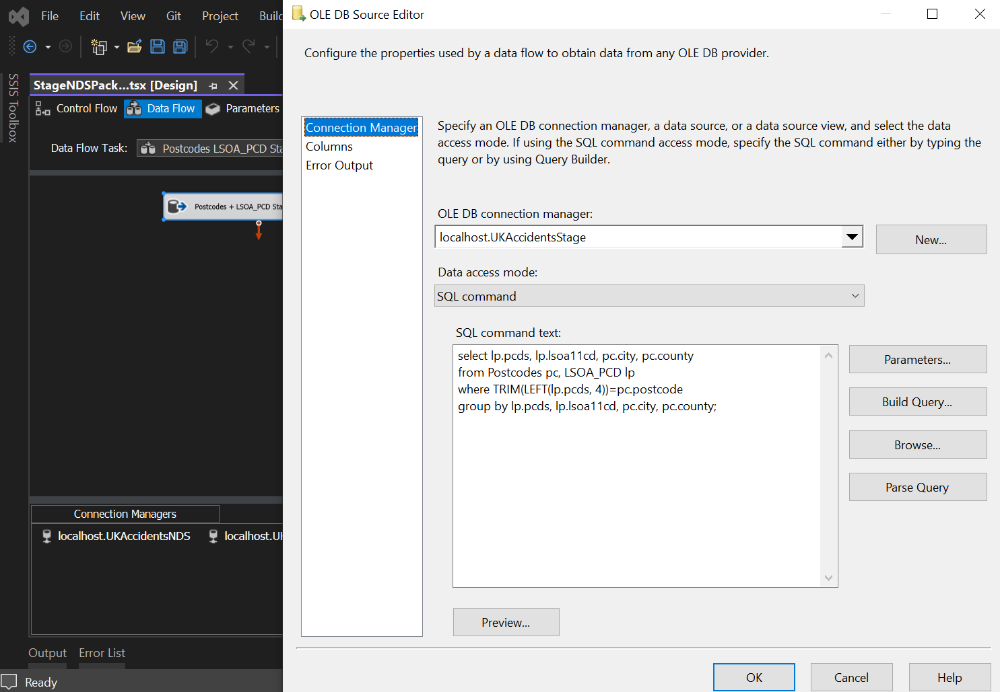 File Edit View Git Project Build
SSIS Toolbox
StageNDSPack...tsx [Design]
Control Flow Data Flow Parameters
Data Flow Task: Postcodes LSOA_PCD Sta
Postcodes + LSOA_PCD Sta
Connection Managers
localhost.UKAccidentsNDS localhost.UK
Output Error List
Ready
OLE DB Source Editor
Configure the properties used by a data flow to obtain data from any OLE DB provider.
Connection Manager
Columns
Error Output
Specify an OLE DB connection manager, a data source, or a data source view, and select the data
access mode. If using the SQL command access mode, specify the SQL command either by typing the
query or by using Query Builder.
OLE DB connection manager:
localhost.UKAccidentsStage
New...
Data access mode:
SQL command
SQL command text:
select lp.pcds, lp.lsoa11cd, pc.city, pc.county
from Postcodes pc, LSOA_PCD lp
where TRIM(LEFT(lp.pcds, 4))=pc.postcode
group by lp.pcds, lp.lsoa11cd, pc.city, pc.county;
Parameters...
Build Query...
Browse...
Parse Query
Preview...
OK Cancel Help